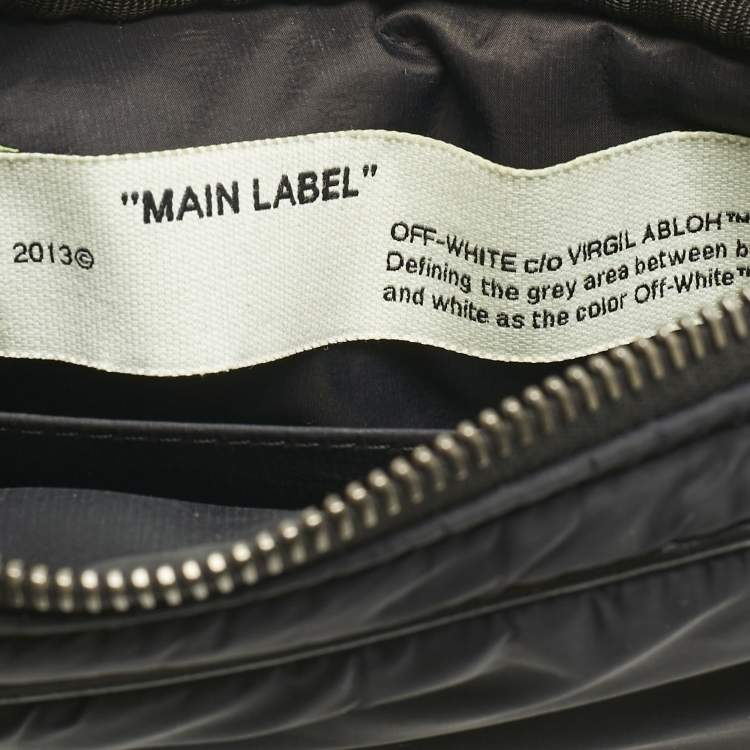 "MAIN LABEL"
2013©
OFF-WHITE c/o VIRGIL ABLOH™
Defining the grey area between b
and white as the color Off-White™